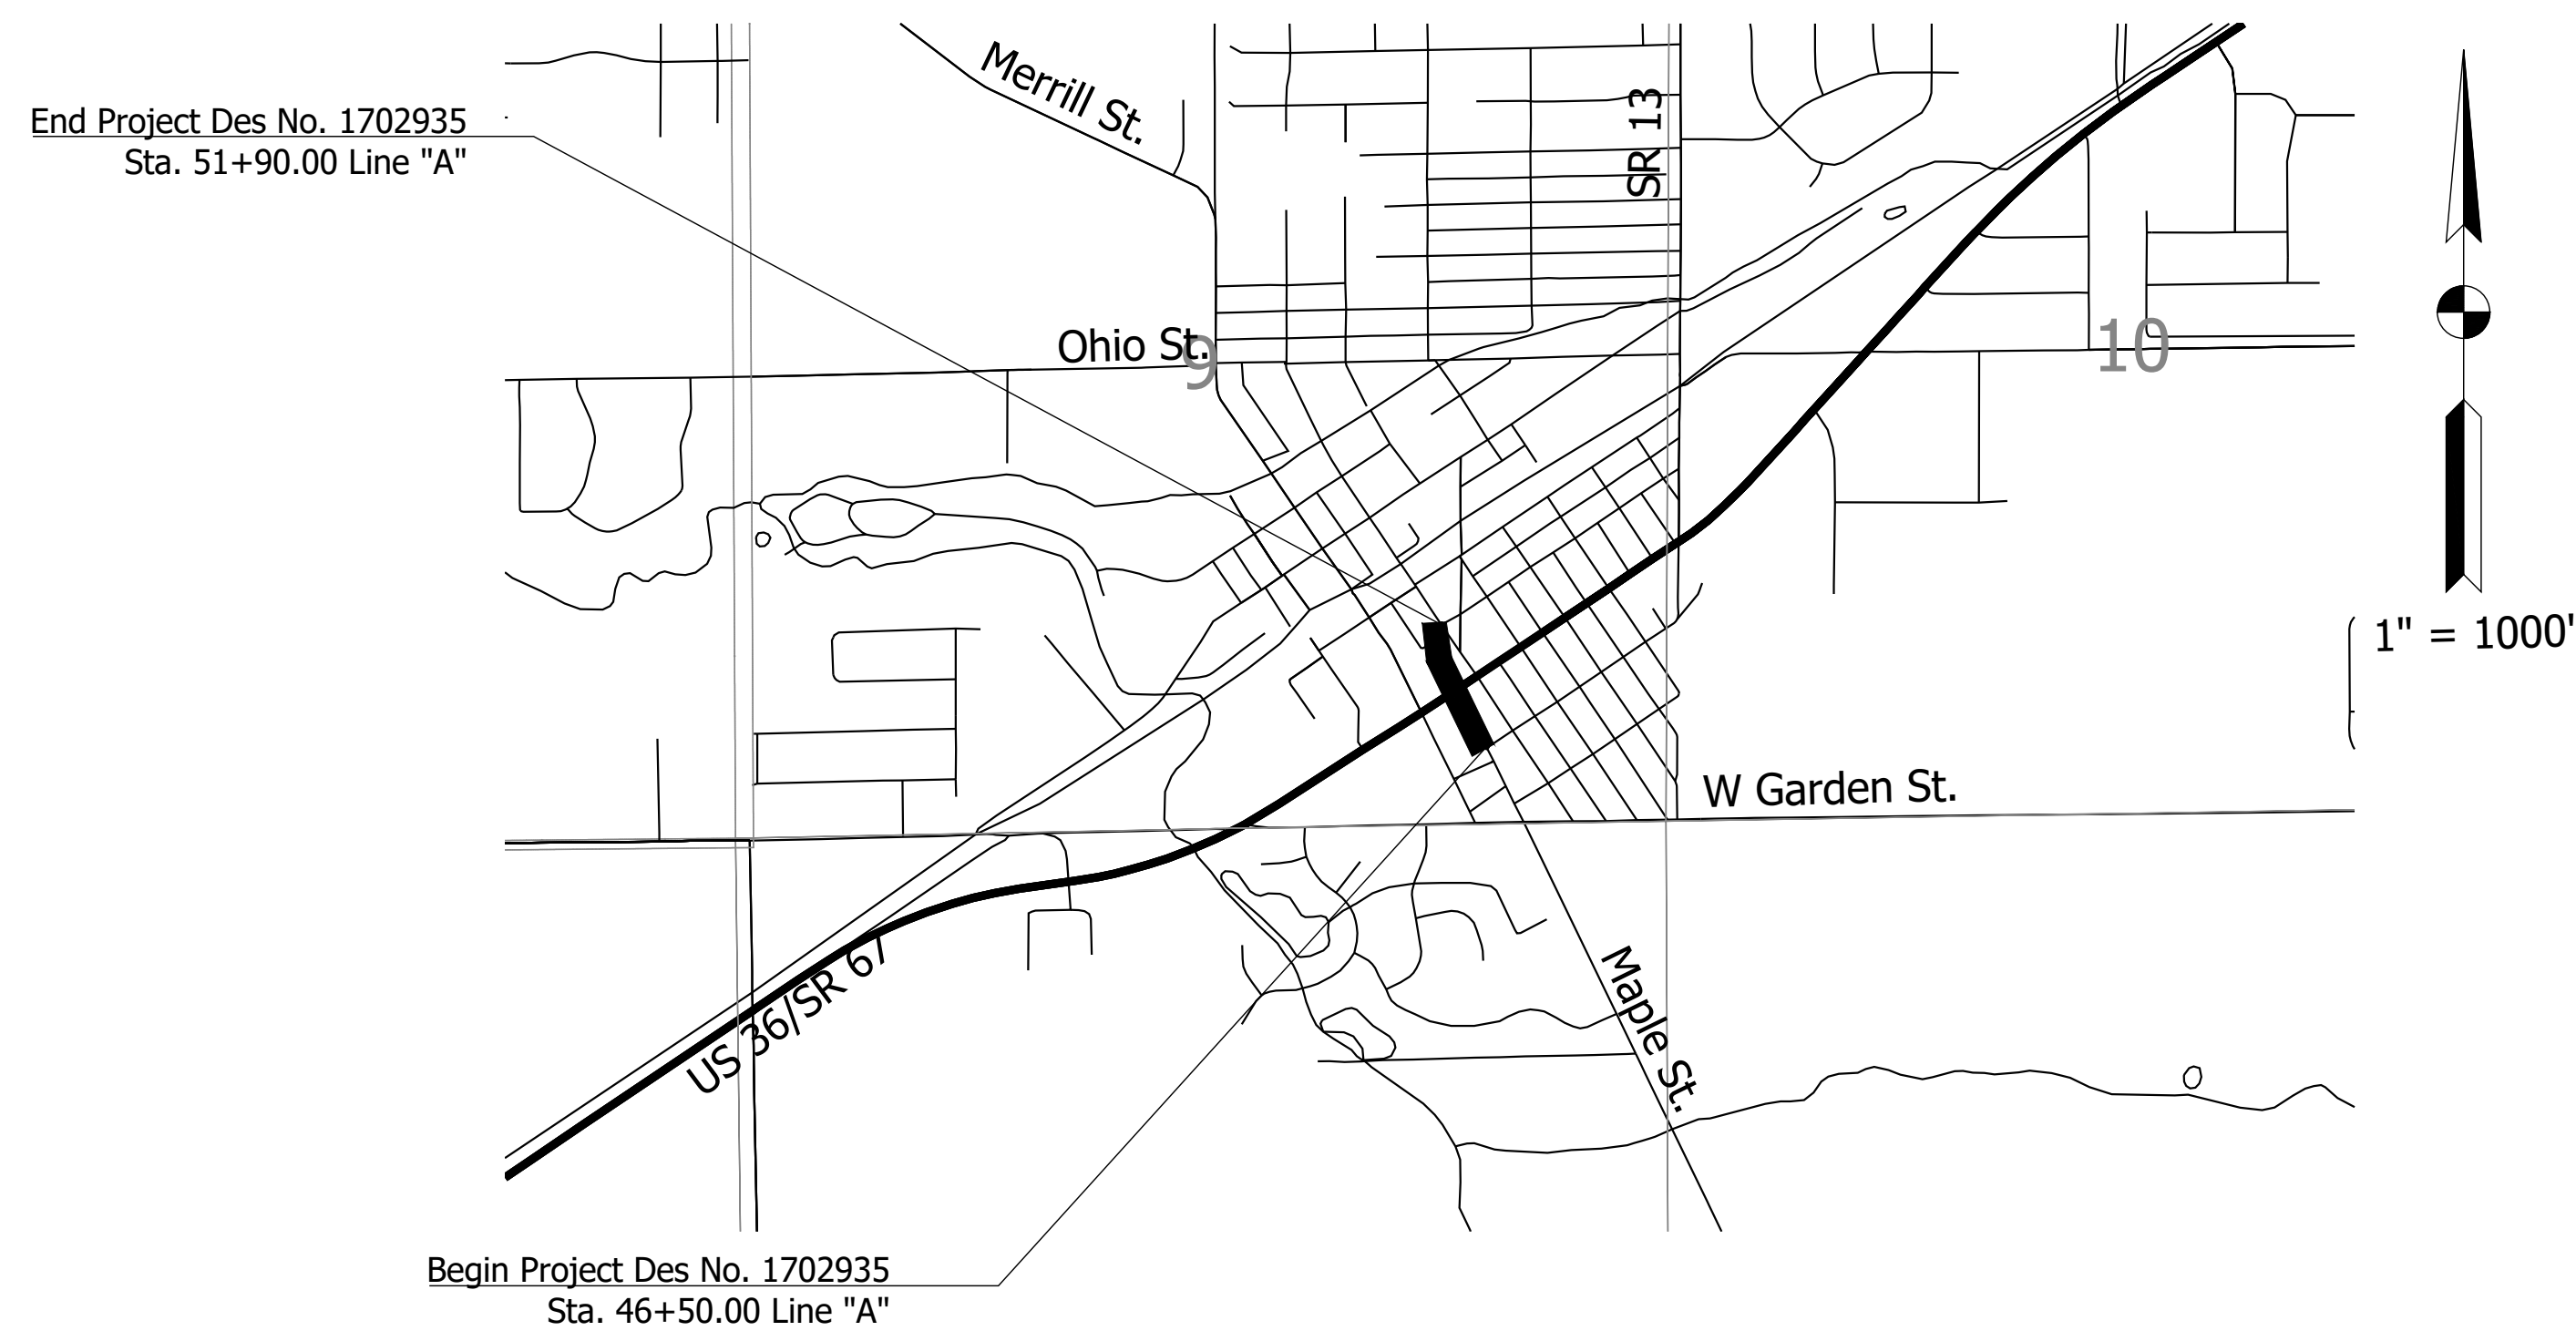 Merrill St.
SR 13
End Project Des No. 1702935
Sta. 51+90.00 Line "A"
Ohio St.
9
10
1" = 1000'
W Garden St.
US 36/SR 67
Maple St.
Begin Project Des No. 1702935
Sta. 46+50.00 Line "A"